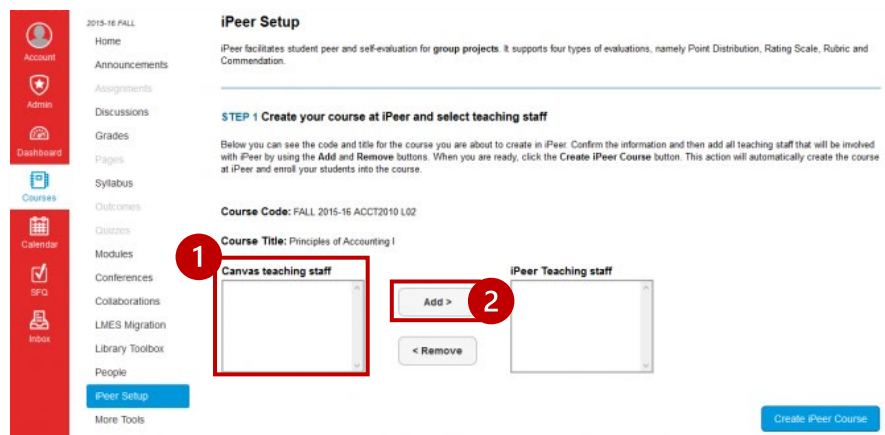 Account
Admin
Dashboard
Courses
Calendar
SFQ
Inbox
2015-16 FALL
Home
Announcements
Assignments
Discussions
Grades
Pages
Syllabus
Outcomes
Quizzes
Modules
Conferences
Collaborations
LMES Migration
Library Toolbox
People
iPeer Setup
More Tools
iPeer Setup
iPeer facilitates student peer and self-evaluation for group projects. It supports four types of evaluations, namely Point Distribution, Rating Scale, Rubric and
Commendation.
STEP 1 Create your course at iPeer and select teaching staff
Below you can see the code and title for the course you are about to create in iPeer. Confirm the information and then add all teaching staff that will be involved
with iPeer by using the Add and Remove buttons. When you are ready, click the Create iPeer Course button. This action will automatically create the course
at iPeer and enroll your students into the course.
Course Code: FALL 2015-16 ACCT2010 L02
Course Title: Principles of Accounting I
1
Canvas teaching staff
iPeer Teaching staff
Add >
2
< Remove
Create iPeer Course